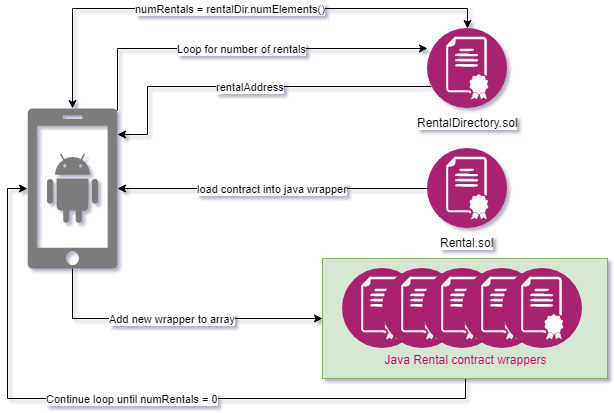 numRentals = rentalDir.numElements()
Loop for number of rentals
rentalAddress
RentalDirectory.sol
load contract into java wrapper
Rental.sol
Add new wrapper to array
Java Rental contract wrappers
Continue loop until numRentals = 0